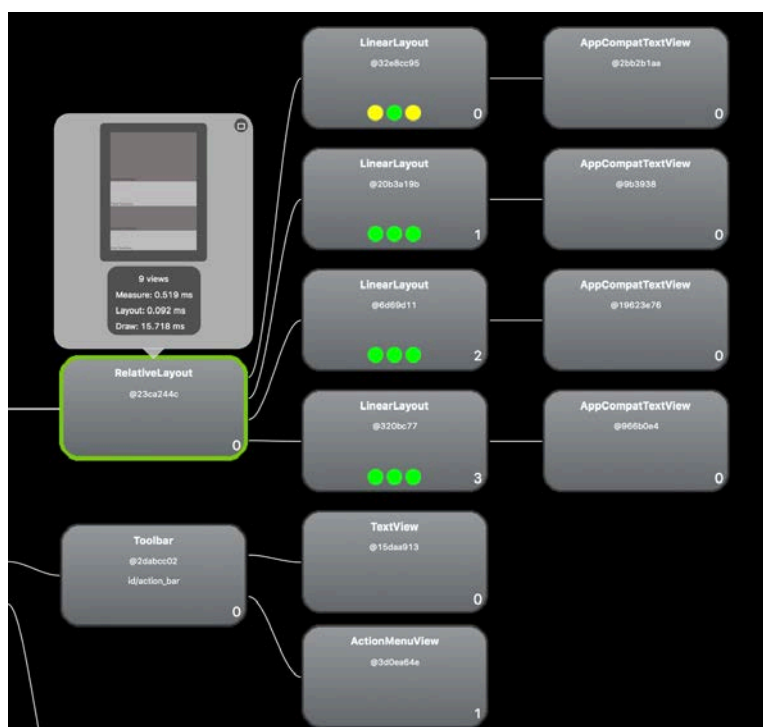 LinearLayout
@32e8cc95
0
AppCompatTextView
@2bb2b1aa
0
LinearLayout
@20b3a19b
1
AppCompatTextView
@9b3938
0
9 views
Measure: 0.519 ms
Layout: 0.092 ms
Draw: 15.718 ms
LinearLayout
@6d69d11
2
AppCompatTextView
@19623e76
0
RelativeLayout
@23ca244c
0
LinearLayout
@320bc77
3
AppCompatTextView
@966b0e4
0
Toolbar
@2dabcc02
id/action_bar
0
TextView
@15daa913
0
ActionMenuView
@3d0ea64e
1